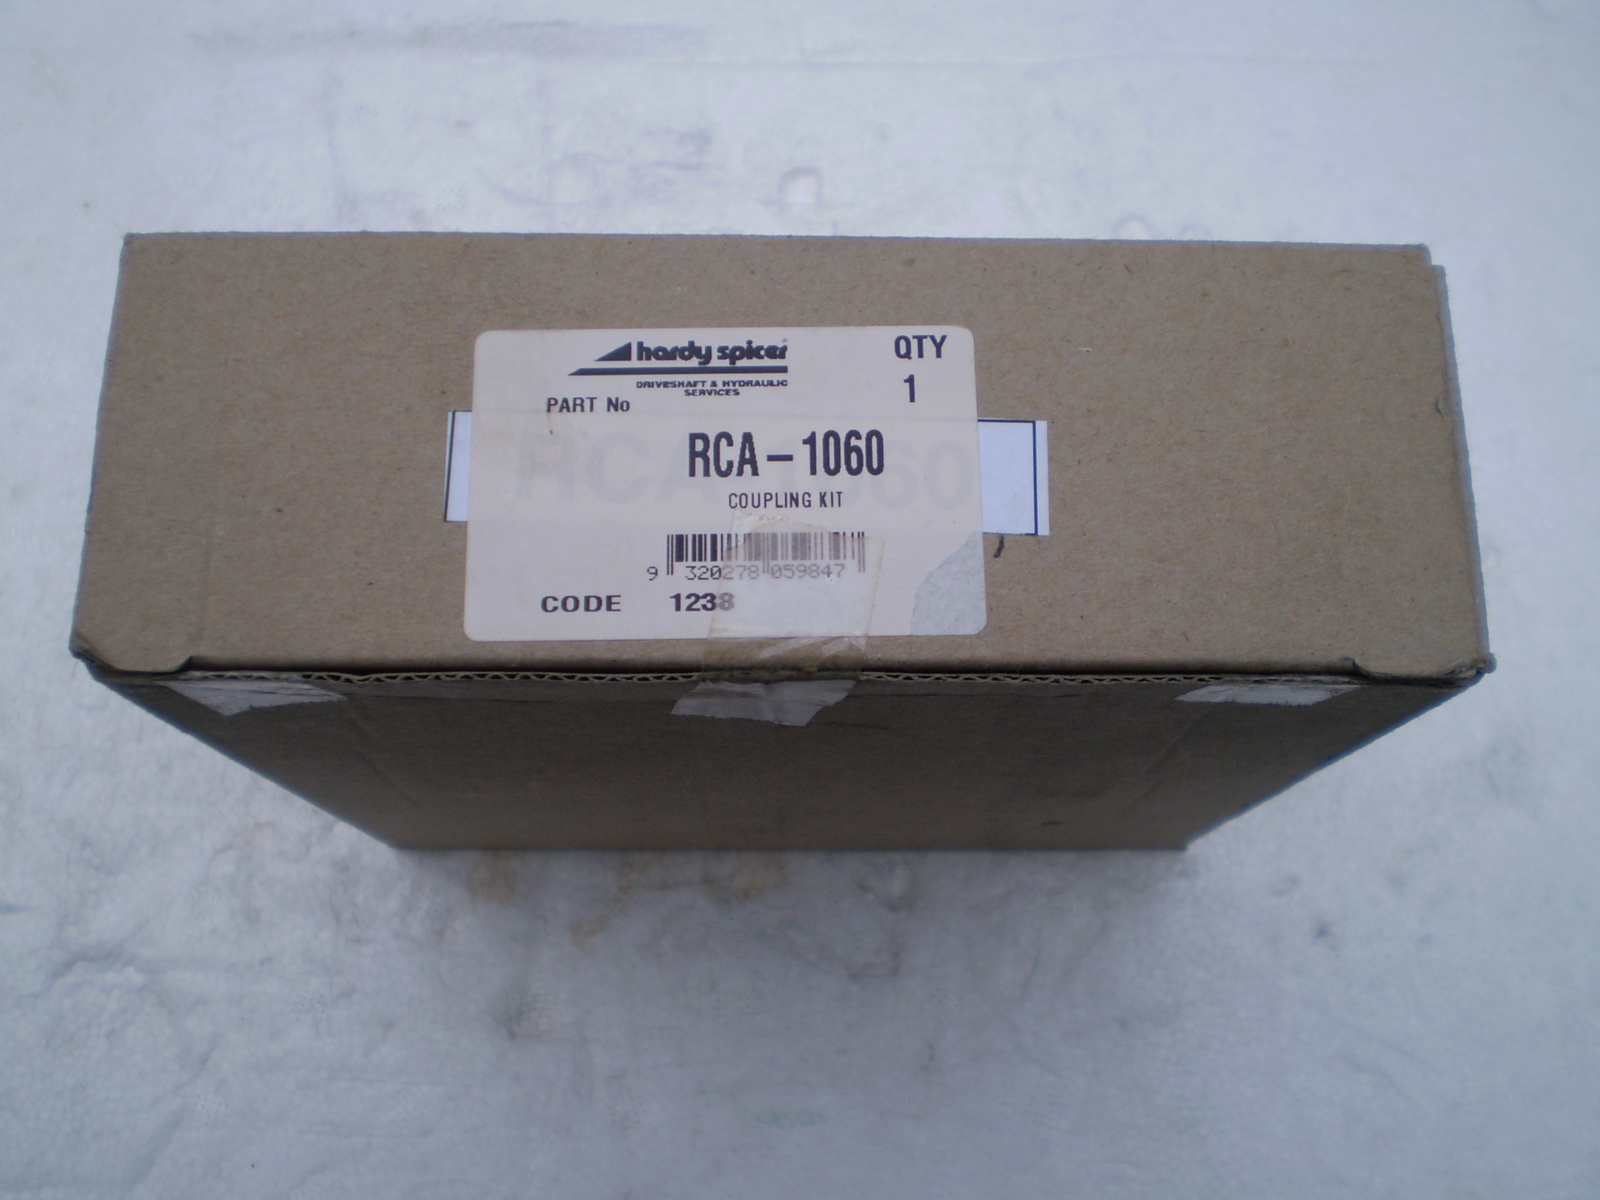 hardy spicer
QTY
DRIVESHAFT & HYDRAULIC
SERVICES
PART No
1
RCA-1060
COUPLING KIT
9 320278 059847
CODE 1238